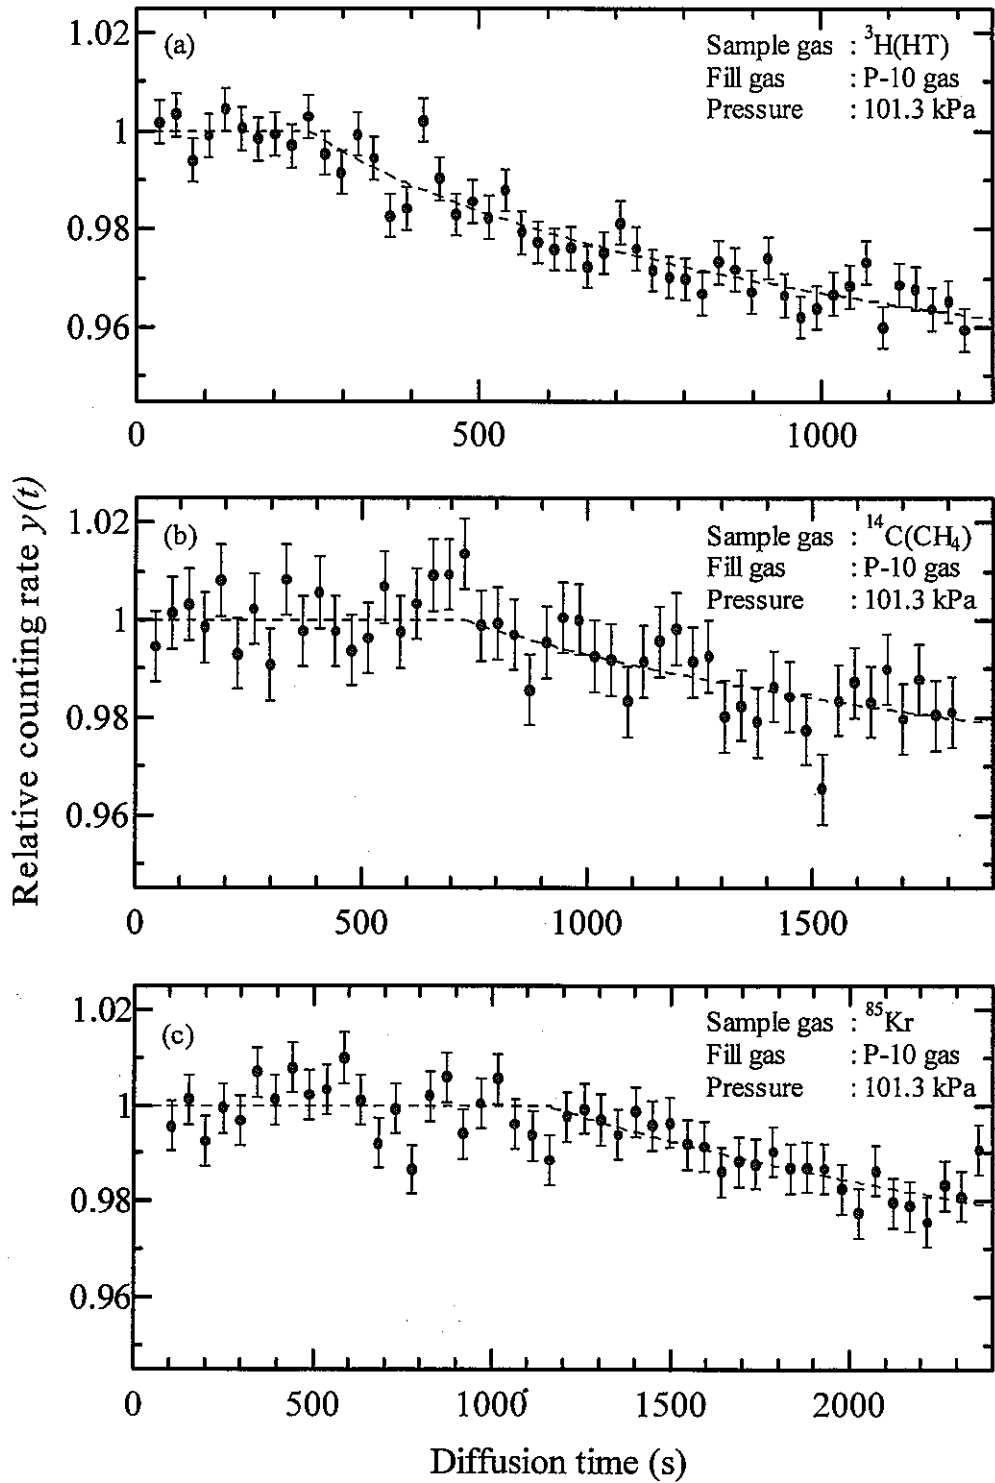 Relative counting rate y(t)
(a)
Sample gas : ³H(HT)
Fill gas : P-10 gas
Pressure : 101.3 kPa
1.02
1
0.98
0.96
0 500 1000
(b)
Sample gas : ¹⁴C(CH₄)
Fill gas : P-10 gas
Pressure : 101.3 kPa
1.02
1
0.98
0.96
0 500 1000 1500
(c)
Sample gas : ⁸⁵Kr
Fill gas : P-10 gas
Pressure : 101.3 kPa
1.02
1
0.98
0.96
0 500 1000 1500 2000
Diffusion time (s)